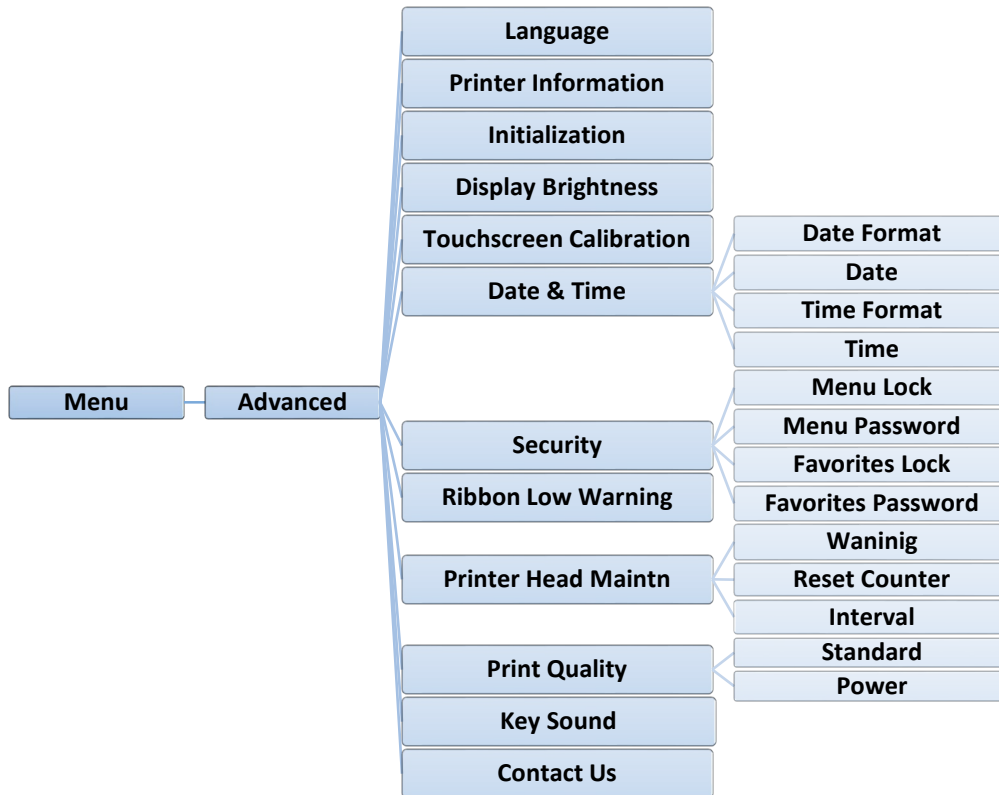 Language
Printer Information
Initialization
Display Brightness
Touchscreen Calibration
Date & Time
Date Format
Date
Time Format
Time
Menu
Advanced
Security
Menu Lock
Menu Password
Favorites Lock
Favorites Password
Ribbon Low Warning
Printer Head Maintn
Waninig
Reset Counter
Interval
Print Quality
Standard
Power
Key Sound
Contact Us